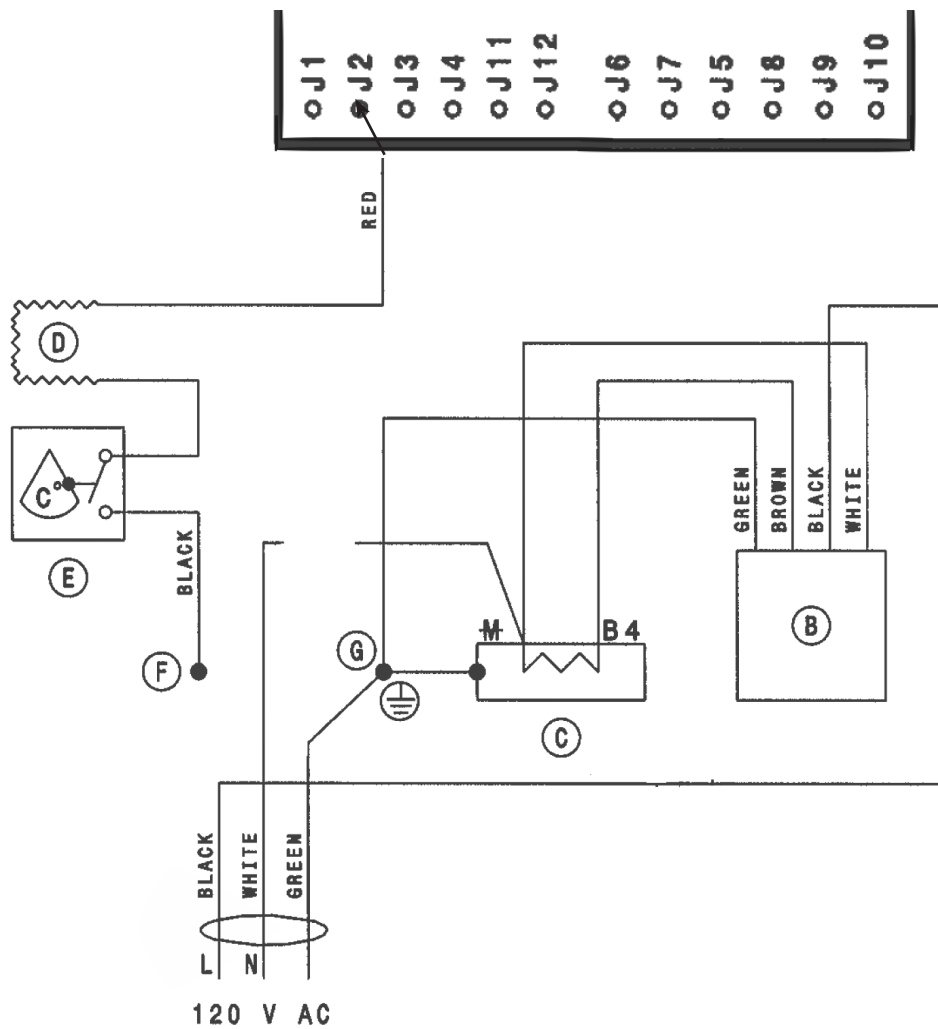 J1 J2 J3 J4 J11 J12 J6 J7 J5 J8 J9 J10
RED
D
C°
E
BLACK
F
GREEN BROWN BLACK WHITE
B
G
M B4
C
BLACK WHITE GREEN
L N
120 V AC